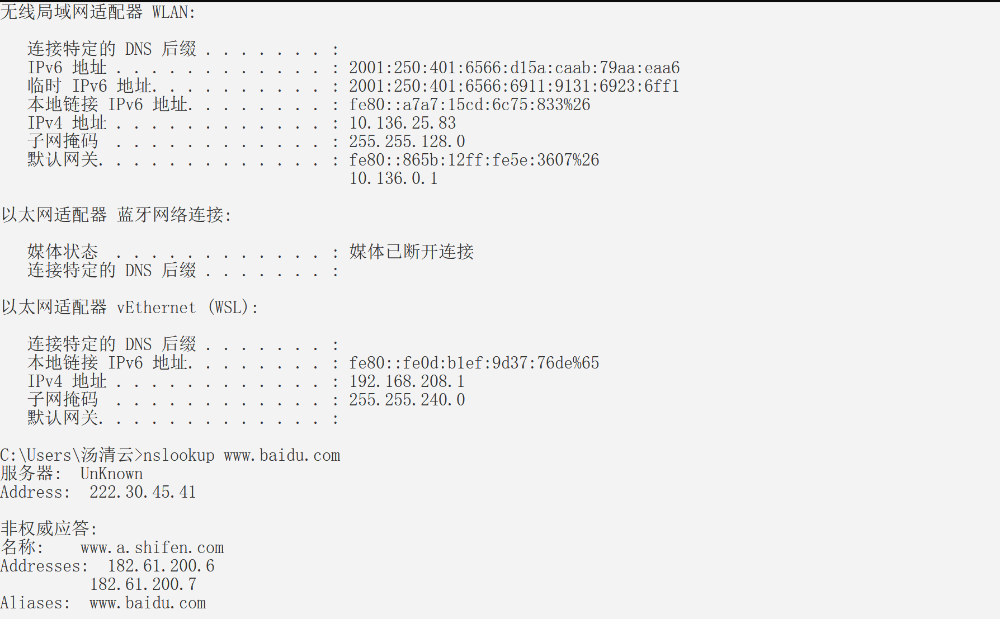 无线局域网适配器 WLAN:
连接特定的 DNS 后缀 . . . . . . . :
IPv6 地址 . . . . . . . . . . . . : 2001:250:401:6566:d15a:caab:79aa:eaa6
临时 IPv6 地址. . . . . . . . . . : 2001:250:401:6566:6911:9131:6923:6ff1
本地链接 IPv6 地址. . . . . . . . : fe80::a7a7:15cd:6c75:833%26
IPv4 地址 . . . . . . . . . . . . : 10.136.25.83
子网掩码  . . . . . . . . . . . . : 255.255.128.0
默认网关. . . . . . . . . . . . . : fe80::865b:12ff:fe5e:3607%26
10.136.0.1
以太网适配器 蓝牙网络连接:
媒体状态  . . . . . . . . . . . . : 媒体已断开连接
连接特定的 DNS 后缀 . . . . . . . :
以太网适配器 vEthernet (WSL):
连接特定的 DNS 后缀 . . . . . . . :
本地链接 IPv6 地址. . . . . . . . : fe80::fe0d:b1ef:9d37:76de%65
IPv4 地址 . . . . . . . . . . . . : 192.168.208.1
子网掩码  . . . . . . . . . . . . : 255.255.240.0
默认网关. . . . . . . . . . . . . :
C:\Users\汤清云>nslookup www.baidu.com
服务器:  UnKnown
Address:  222.30.45.41
非权威应答:
名称:    www.a.shifen.com
Addresses:  182.61.200.6
182.61.200.7
Aliases:  www.baidu.com